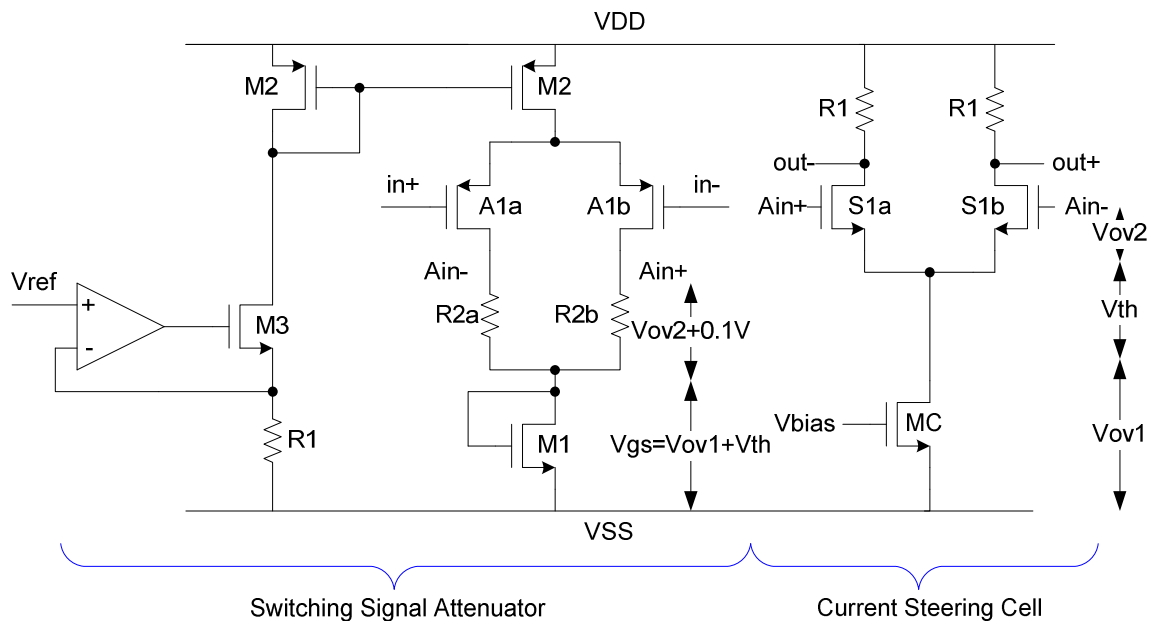 VDD
M2
M2
R1
R1
in+
in-
out-
out+
A1a
A1b
Ain+
S1a
S1b
Ain-
Vov2
Ain-
Ain+
Vref
+
-
M3
R2a
R2b
Vov2+0.1V
Vth
R1
M1
Vgs=Vov1+Vth
Vbias
MC
Vov1
VSS
Switching Signal Attenuator
Current Steering Cell